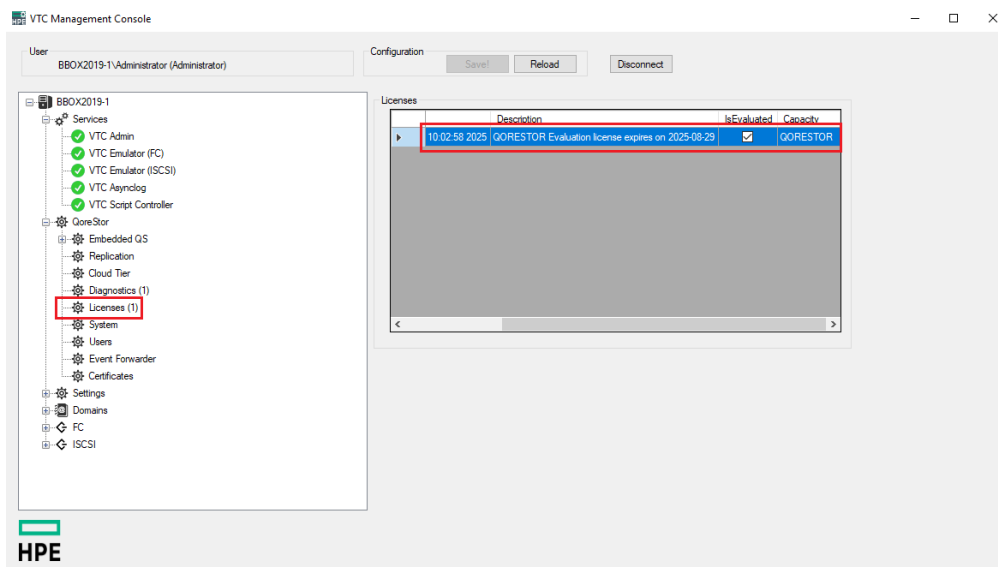 VTC Management Console
User
BBOX2019-1\Administrator (Administrator)
Configuration
Save!
Reload
Disconnect
BBOX2019-1
Services
VTC Admin
VTC Emulator (FC)
VTC Emulator (ISCSI)
VTC Asynclog
VTC Script Controller
QoreStor
Embedded QS
Replication
Cloud Tier
Diagnostics (1)
Licenses (1)
System
Users
Event Forwarder
Certificates
Settings
Domains
FC
ISCSI
Licenses
Description IsEvaluated Capacity
10:02:58 2025 QORESTOR Evaluation license expires on 2025-08-29 QORESTOR
HPE